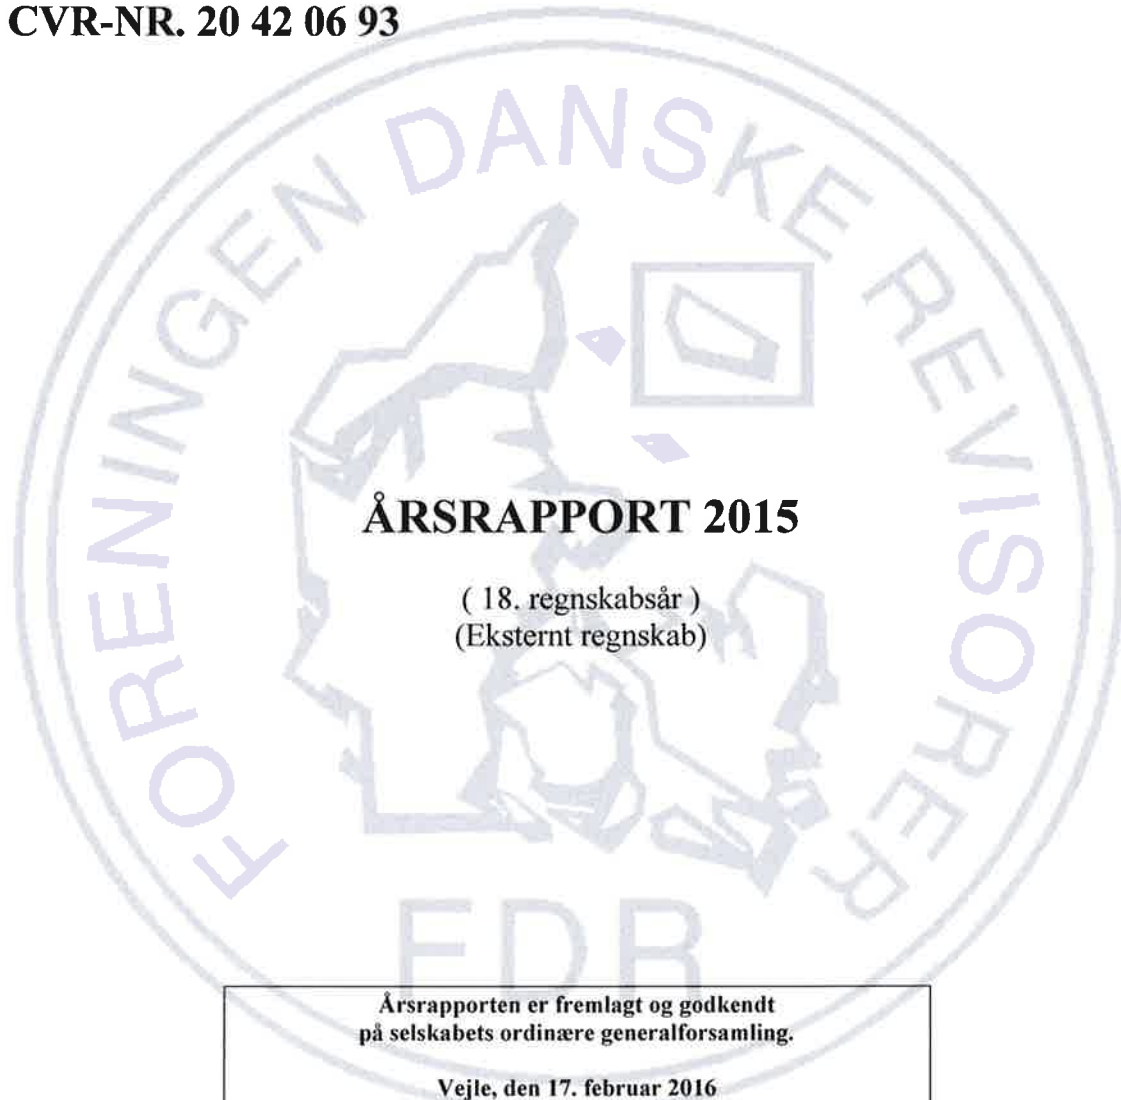 CVR-NR. 20 42 06 93
FORENINGEN DANSKE REVISORER
ÅRSRAPPORT 2015
( 18. regnskabsår )
(Eksternt regnskab)
FDR
Årsrapporten er fremlagt og godkendt
på selskabets ordinære generalforsamling.
Vejle, den 17. februar 2016